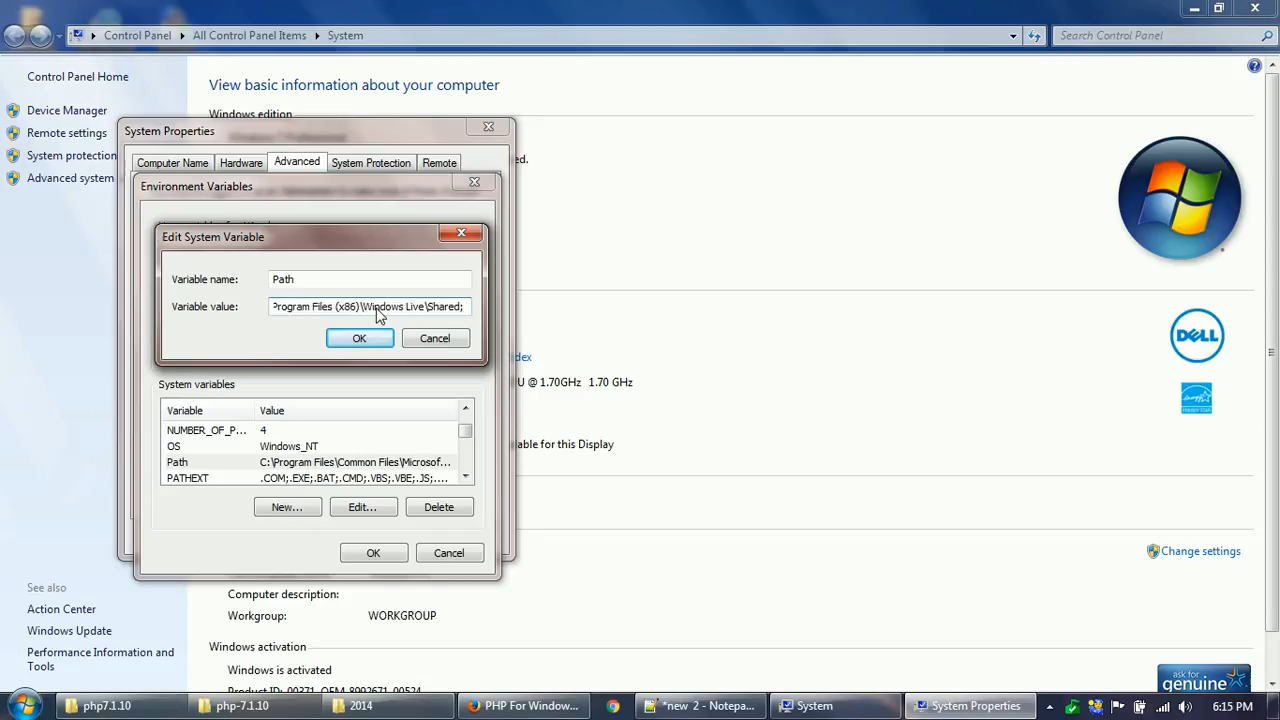 Control Panel
All Control Panel Items
System
Search Control Panel
Control Panel Home
Device Manager
Remote settings
System protection
Advanced system
See also
Action Center
Windows Update
Performance Information and
Tools
View basic information about your computer
Windows edition
System Properties
Computer Name
Hardware
Advanced
System Protection
Remote
Environment Variables
Edit System Variable
Variable name:
Path
Variable value:
Program Files (x86)\Windows Live\Shared;
OK
Cancel
System variables
Variable
Value
NUMBER_OF_P...
4
OS
Windows_NT
Path
C:\Program Files\Common Files\Microsof...
PATHEXT
.COM;.EXE;.BAT;.CMD;.VBS;.VBE;.JS;....
New...
Edit...
Delete
OK
Cancel
U @ 1.70GHz 1.70 GHz
able for this Display
DELL
Change settings
Computer description:
Workgroup:
WORKGROUP
Windows activation
Windows is activated
Product ID: 00371-OEM-8992671-00524
ask for
genuine
php7.1.10
php-7.1.10
2014
PHP For Window...
*new 2 - Notepa...
System
System Properties
6:15 PM